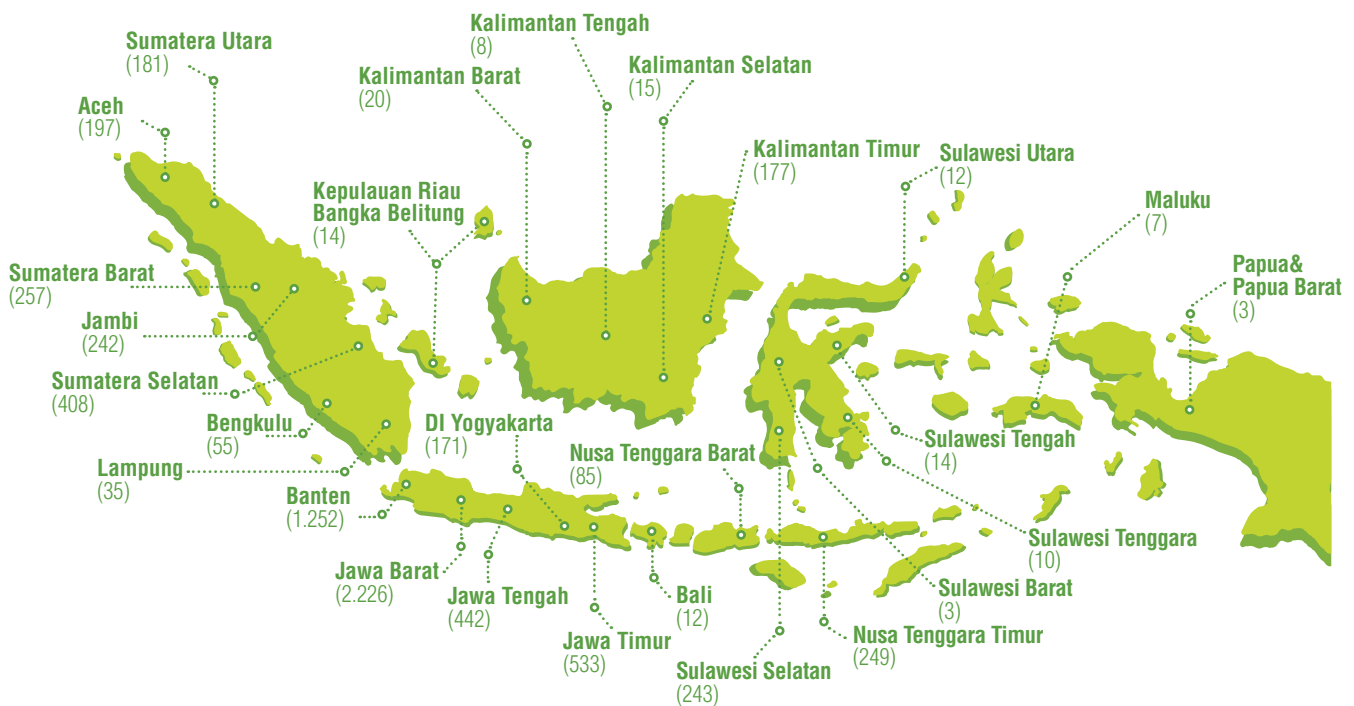 Kalimantan Tengah
(8)
Sumatera Utara
(181)
Kalimantan Barat
(20)
Kalimantan Selatan
(15)
Aceh
(197)
Kalimantan Timur
(177)
Sulawesi Utara
(12)
Kepulauan Riau
Bangka Belitung
(14)
Maluku
(7)
Sumatera Barat
(257)
Papua&
Papua Barat
(3)
Jambi
(242)
Sumatera Selatan
(408)
Bengkulu
(55)
DI Yogyakarta
(171)
Nusa Tenggara Barat
(85)
Sulawesi Tengah
(14)
Lampung
(35)
Banten
(1.252)
Sulawesi Tenggara
(10)
Jawa Barat
(2.226)
Jawa Tengah
(442)
Bali
(12)
Sulawesi Barat
(3)
Jawa Timur
(533)
Nusa Tenggara Timur
(249)
Sulawesi Selatan
(243)